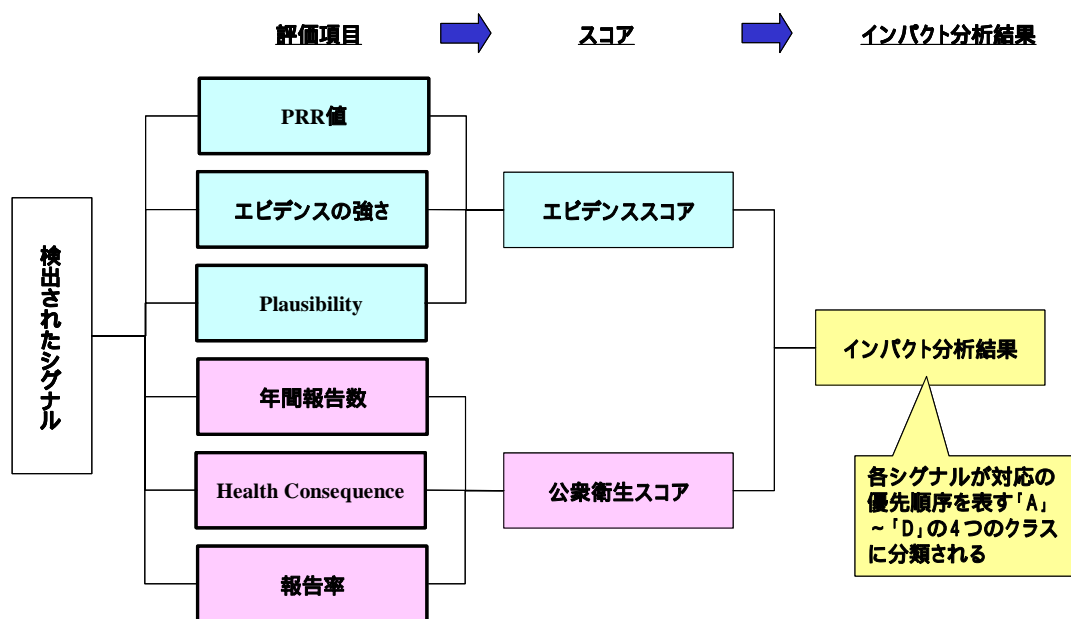 評価項目
スコア
インパクト分析結果
検出されたシグナル
PRR値
エビデンスの強さ
Plausibility
年間報告数
Health Consequence
報告率
エビデンススコア
公衆衛生スコア
インパクト分析結果
各シグナルが対応の
優先順序を表す「A」
~「D」の4つのクラス
に分類される